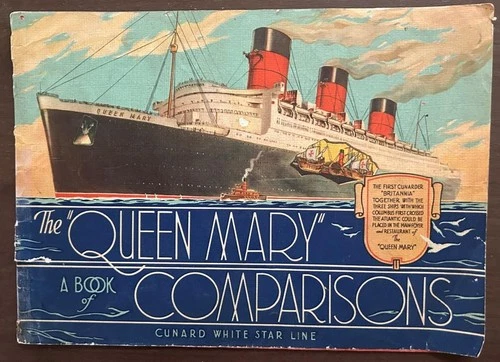 QUEEN MARY
THE FIRST CUNARDER
"BRITANNIA"
TOGETHER WITH THE
THREE SHIPS WITH WHICH
COLUMBUS FIRST CROSSED
THE ATLANTIC COULD BE
PLACED IN THE MAIN FOYER
and RESTAURANT of
The
"QUEEN MARY"
The "QUEEN MARY"
A BOOK
of
COMPARISONS
CUNARD WHITE STAR LINE